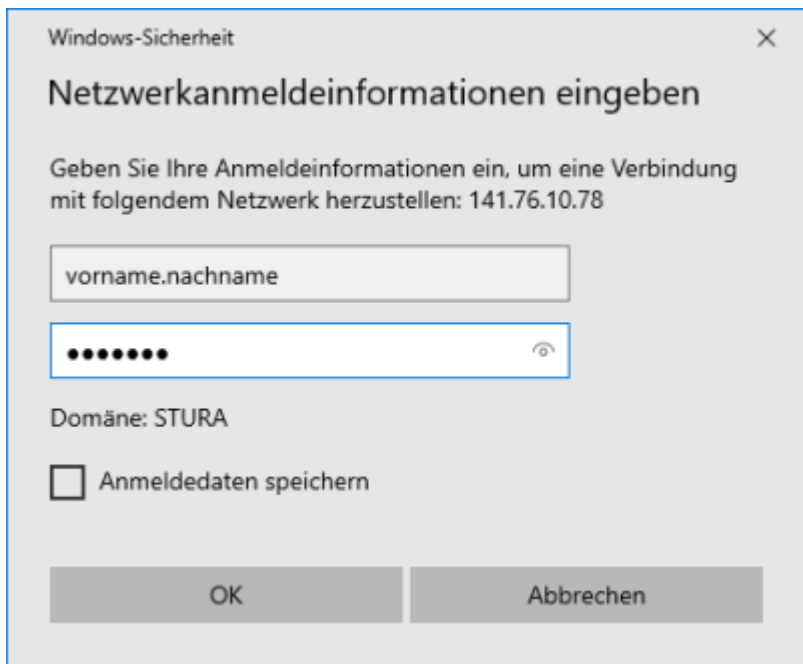 Windows-Sicherheit
Netzwerkanmeldeinformationen eingeben
Geben Sie Ihre Anmeldeinformationen ein, um eine Verbindung
mit folgendem Netzwerk herzustellen: 141.76.10.78
vorname.nachname
•••••••
Domäne: STURA
Anmeldedaten speichern
OK
Abbrechen